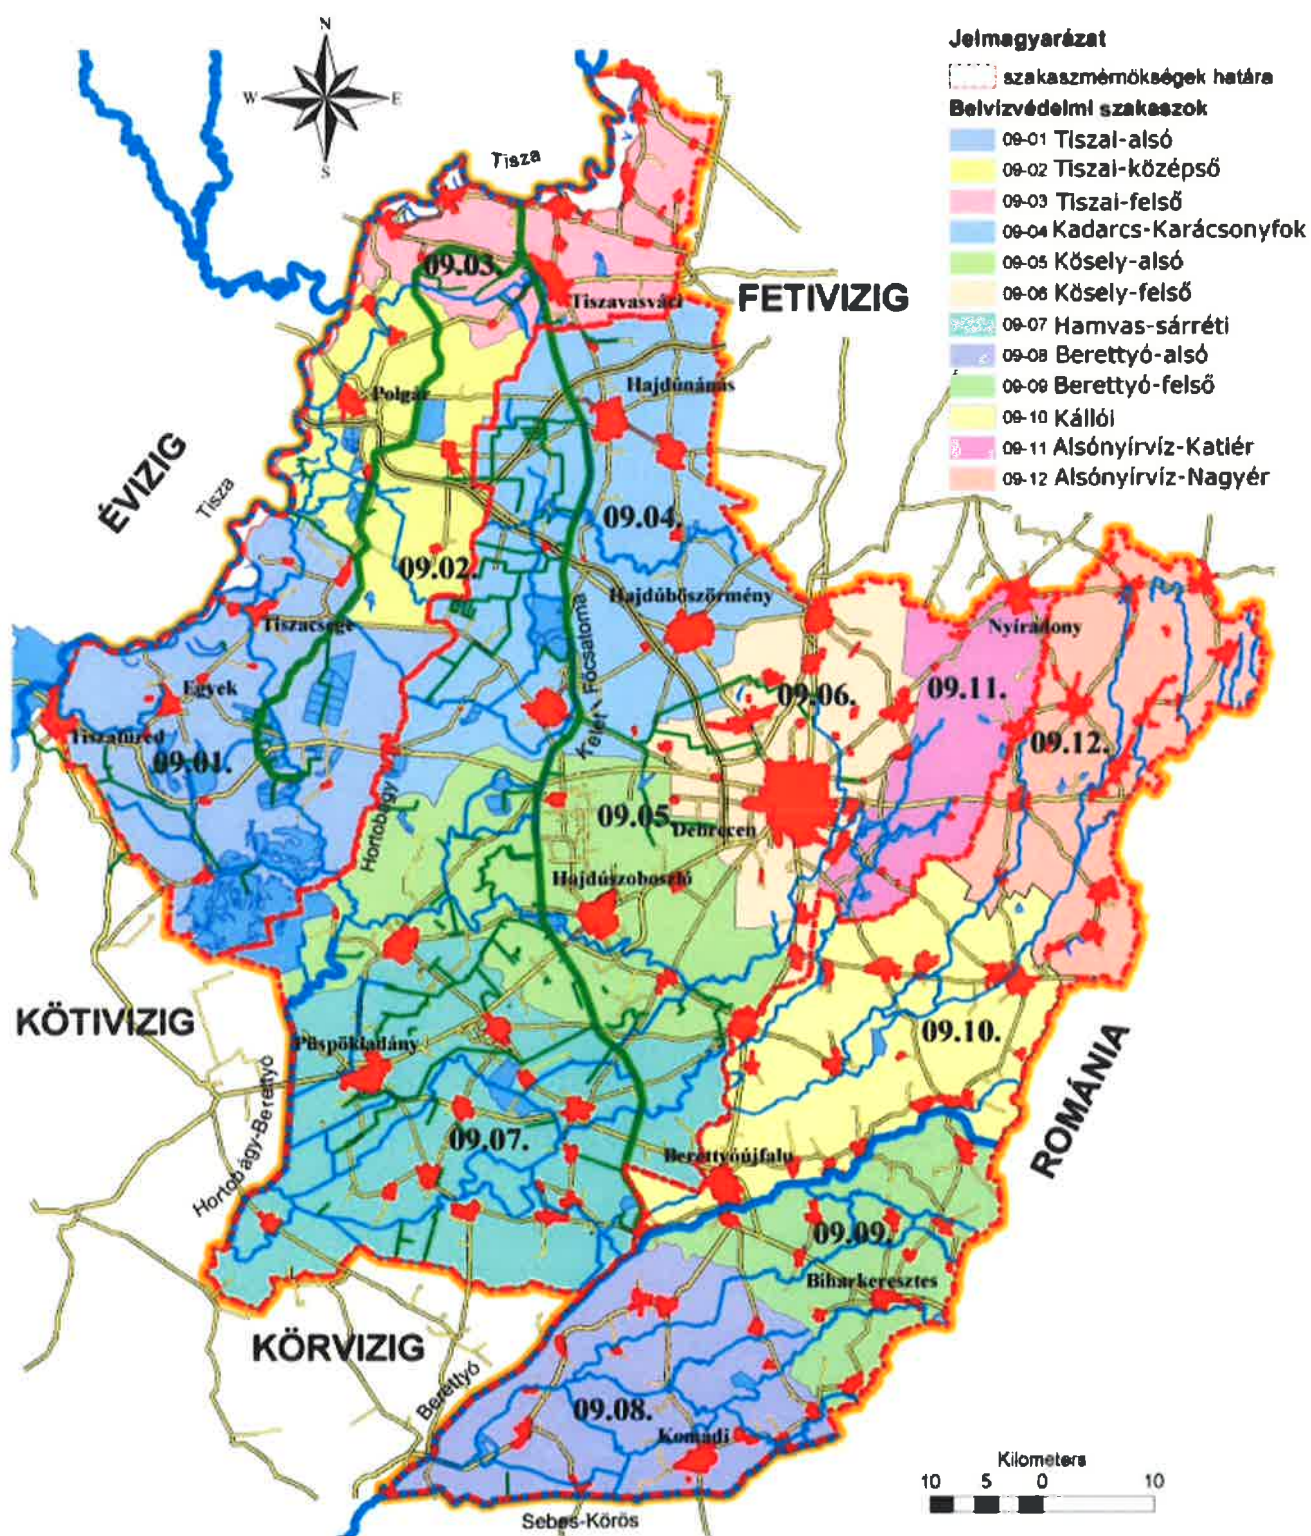 Jelmagyarázat
szakaszmérnökségek határa
Belvízvédelmi szakaszok
09-01 Tiszai-alsó
09-02 Tiszai-középső
09-03 Tiszai-felső
09-04 Kadarcs-Karácsonyfok
09-05 Kösely-alsó
09-06 Kösely-felső
09-07 Hamvas-sárréti
09-08 Berettyó-alsó
09-09 Berettyó-felső
09-10 Kállói
09-11 Alsónyírvíz-Katiér
09-12 Alsónyírvíz-Nagyér
N
W
E
S
Tisza
09.03.
Tiszavasvári
FETIVIZIG
Polgár
Hajdúnánás
ÉVIZIG
Tisza
09.04.
09.02.
Hajdúböszörmény
Tiszacsege
Nyíradony
Egyek
09.06.
09.11.
Keleti - Főcsatorna
Tiszafüred
09.01.
09.12.
Hortobágy
09.05.
Debrecen
Hajdúszoboszló
KÖTIVIZIG
Püspökladány
09.10.
ROMÁNIA
Hortobágy-Berettyó
09.07.
Berettyóújfalu
09.09.
Biharkeresztes
KÖRVIZIG
Berettyó
09.08.
Komádi
Sebes-Körös
Kilometers
10 5 0 10